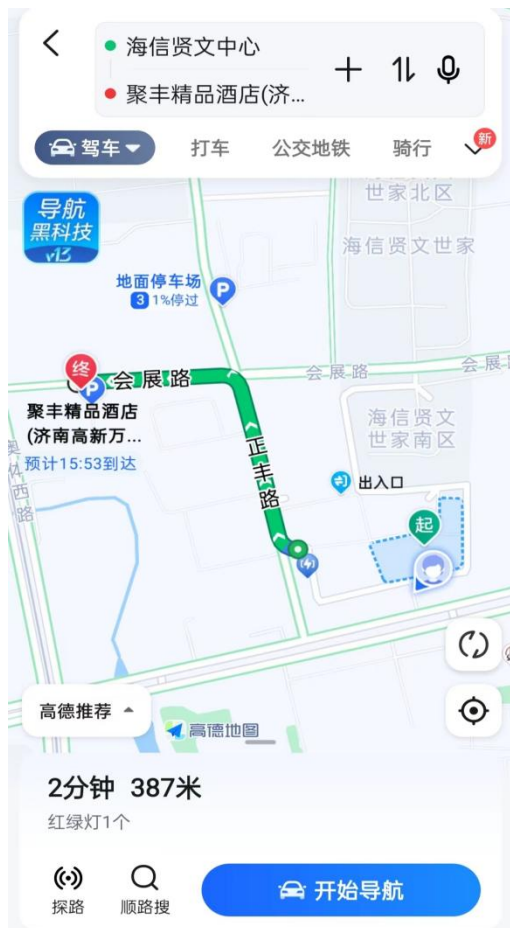 海信贤文中心
聚丰精品酒店(济...
驾车
打车
公交地铁
骑行
新
导航
黑科技
v13
世家北区
海信贤文世家
地面停车场
3 1%停过
P
终
P
会展路
会展路
会展
聚丰精品酒店
(济南高新万...
预计15:53到达
奥体西路
正丰路
海信贤文
世家南区
出入口
起
高德推荐
高德地图
2分钟 387米
红绿灯1个
探路
顺路搜
开始导航